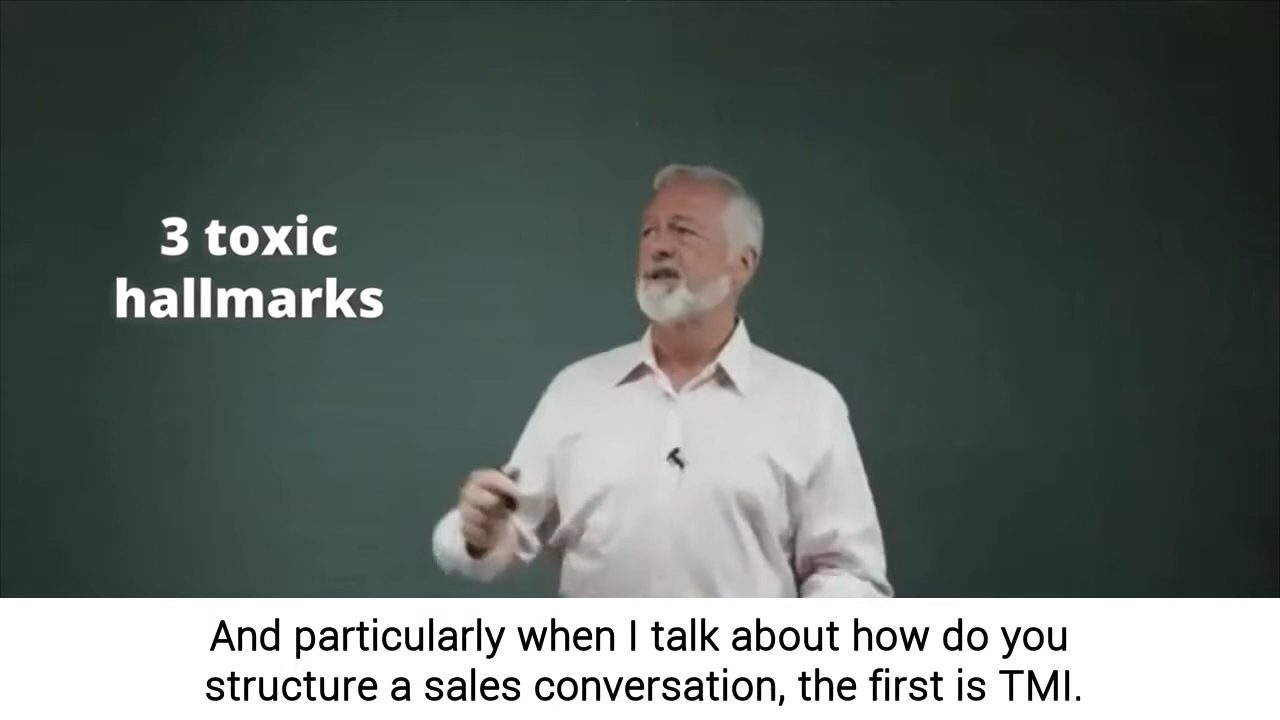 3 toxic
hallmarks
And particularly when I talk about how do you
structure a sales conversation, the first is TMI.